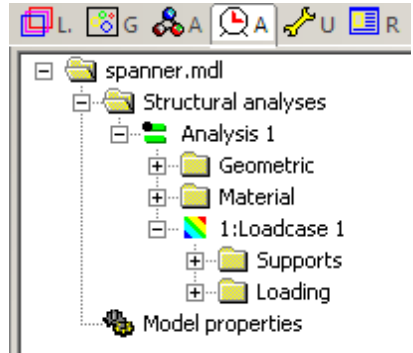 L. G A A U R
spanner.mdl
Structural analyses
Analysis 1
Geometric
Material
1:Loadcase 1
Supports
Loading
Model properties